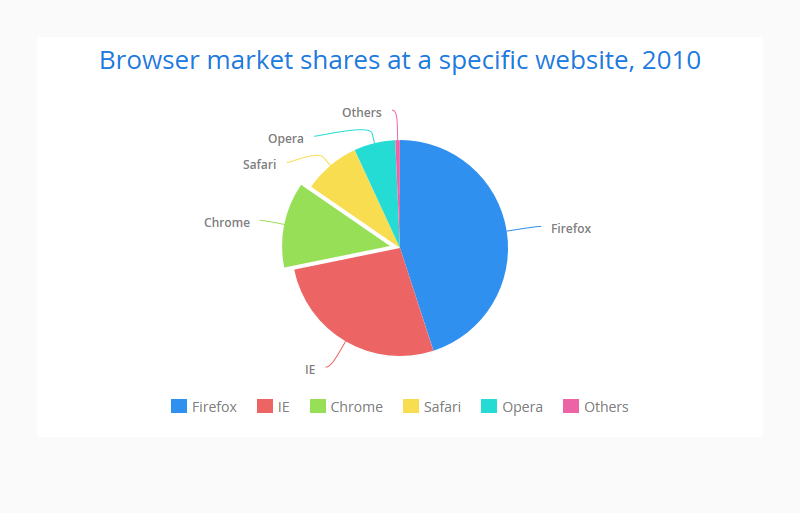 Browser market shares at a specific website, 2010
Others
Opera
Safari
Chrome
Firefox
IE
Firefox IE Chrome Safari Opera Others